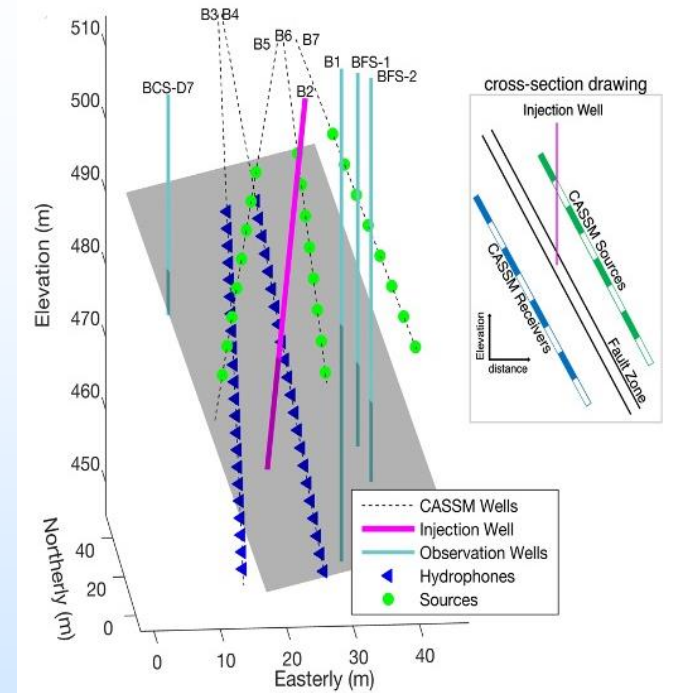 B3 B4
B5 B6 B7
B1 BFS-1
BFS-2
BCS-D7
B2
510
500
490
480
470
460
450
Elevation (m)
40
20
0
Northerly (m)
0 10 20 30 40
Easterly (m)
CASSM Wells
Injection Well
Observation Wells
Hydrophones
Sources
cross-section drawing
Injection Well
CASSM Sources
CASSM Receivers
Fault Zone
Elevation
distance